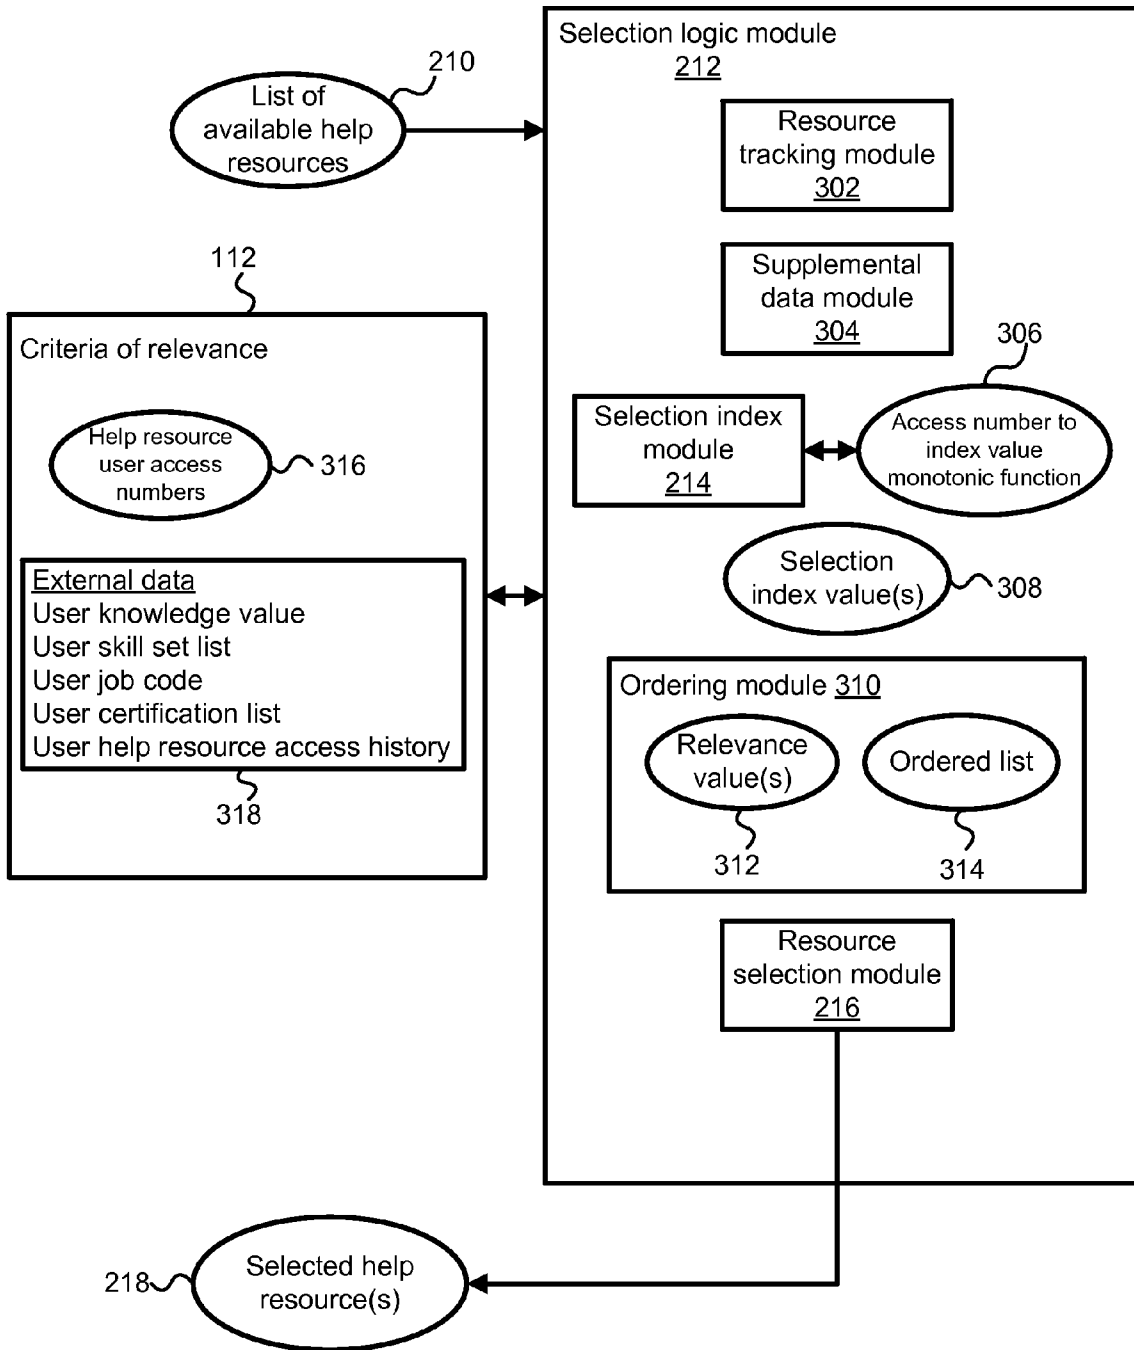 Selection logic module
212
210
List of
available help
resources
Resource
tracking module
302
112
Supplemental
data module
304
Criteria of relevance
306
Help resource
user access
numbers
316
Selection index
module
214
Access number to
index value
monotonic function
External data
User knowledge value
User skill set list
User job code
User certification list
User help resource access history
318
Selection
index value(s)
308
Ordering module 310
Relevance
value(s)
Ordered list
312
314
Resource
selection module
216
218
Selected help
resource(s)